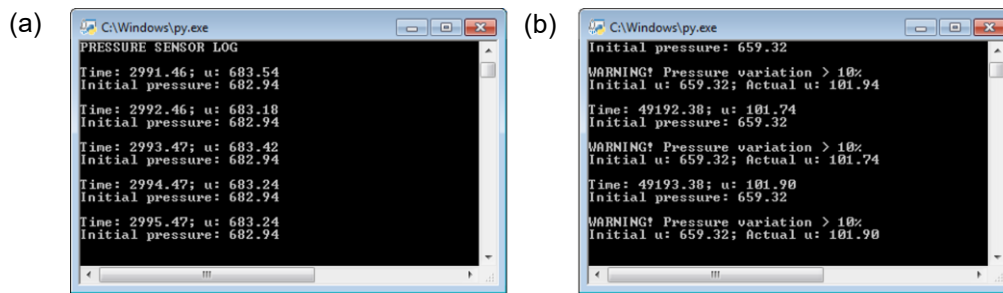 (a)
C:\Windows\py.exe
PRESSURE SENSOR LOG
Time: 2991.46; u: 683.54
Initial pressure: 682.94
Time: 2992.46; u: 683.18
Initial pressure: 682.94
Time: 2993.47; u: 683.42
Initial pressure: 682.94
Time: 2994.47; u: 683.24
Initial pressure: 682.94
Time: 2995.47; u: 683.24
Initial pressure: 682.94
(b)
C:\Windows\py.exe
Initial pressure: 659.32
WARNING! Pressure variation > 10%
Initial u: 659.32; Actual u: 101.94
Time: 49192.38; u: 101.74
Initial pressure: 659.32
WARNING! Pressure variation > 10%
Initial u: 659.32; Actual u: 101.74
Time: 49193.38; u: 101.90
Initial pressure: 659.32
WARNING! Pressure variation > 10%
Initial u: 659.32; Actual u: 101.90